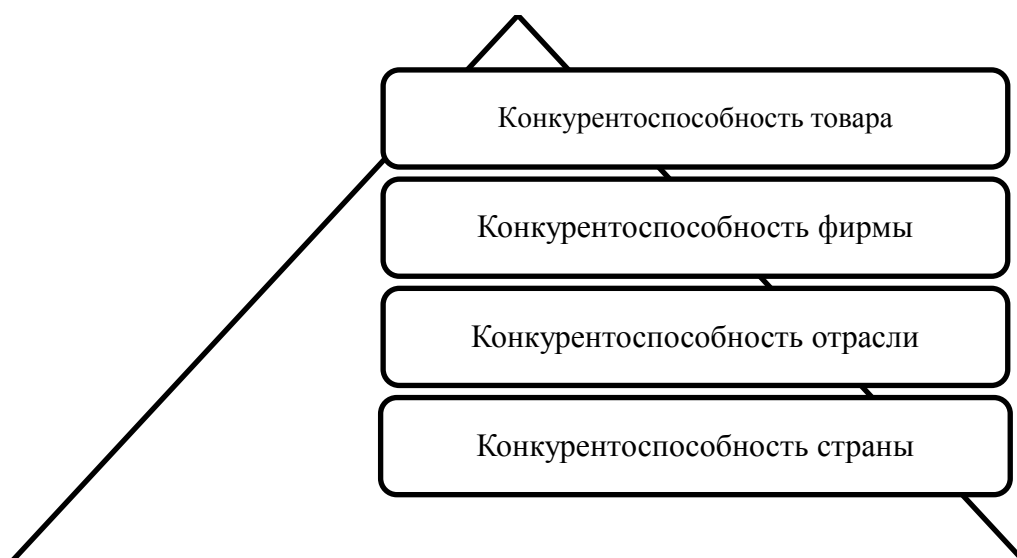 Конкурентоспособность товара
Конкурентоспособность фирмы
Конкурентоспособность отрасли
Конкурентоспособность страны